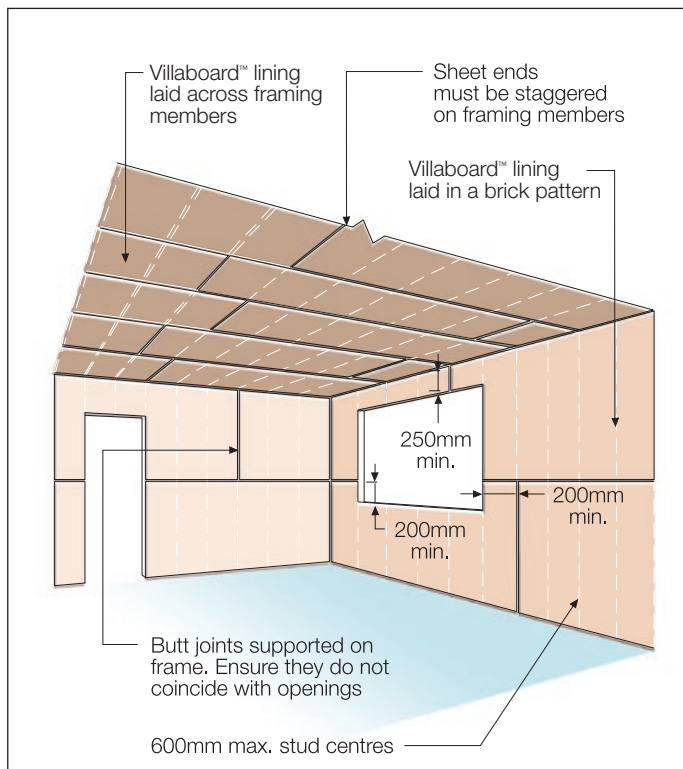 Villaboard™ lining
laid across framing
members
Sheet ends
must be staggered
on framing members
Villaboard™ lining
laid in a brick pattern
250mm
min.
200mm
min.
200mm
min.
Butt joints supported on
frame. Ensure they do not
coincide with openings
600mm max. stud centres